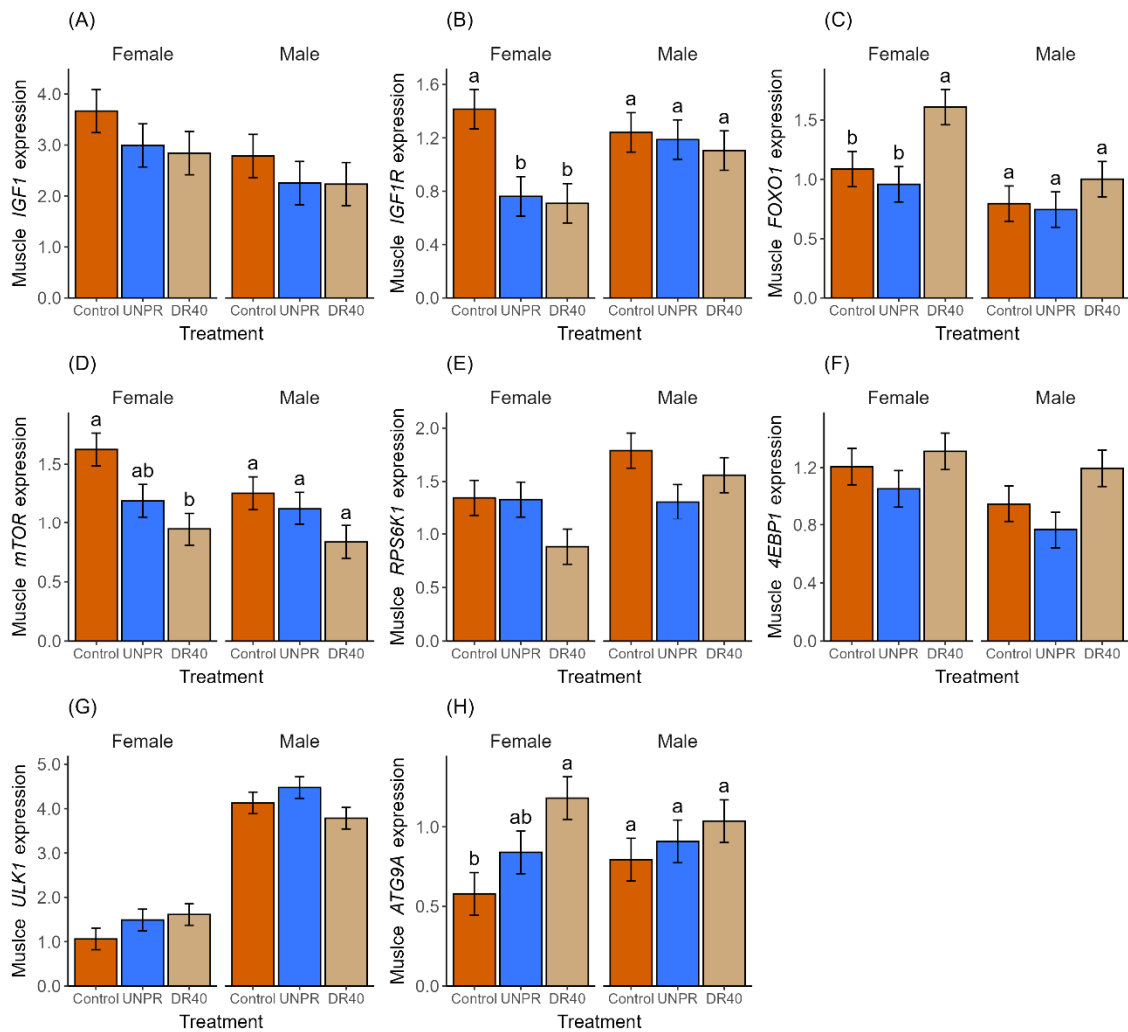 (A)
Female Male
Muscle IGF1 expression
4.0
3.0
2.0
1.0
0.0
Control UNPR DR40 Control UNPR DR40
Treatment
(B)
Female Male
Muscle IGF1R expression
1.6
1.2
0.8
0.4
0.0
a b b a a a
Control UNPR DR40 Control UNPR DR40
Treatment
(C)
Female Male
Muscle FOXO1 expression
1.5
1.0
0.5
0.0
b b a a a a
Control UNPR DR40 Control UNPR DR40
Treatment
(D)
Female Male
Muscle mTOR expression
1.5
1.0
1.5
0.0
a ab b a a a
Control UNPR DR40 Control UNPR DR40
Treatment
(E)
Female Male
Muslce RPS6K1 expression
2.0
1.5
1.0
0.5
0.0
Control UNPR DR40 Control UNPR DR40
Treatment
(F)
Female Male
Muscle 4EBP1 expression
1.2
0.8
0.4
0.0
Control UNPR DR40 Control UNPR DR40
Treatment
(G)
Female Male
Muslce ULK1 expression
5.0
4.0
3.0
2.0
1.0
0.0
Control UNPR DR40 Control UNPR DR40
Treatment
(H)
Female Male
Muslce ATG9A expression
1.0
0.5
0.0
b ab a a a a
Control UNPR DR40 Control UNPR DR40
Treatment